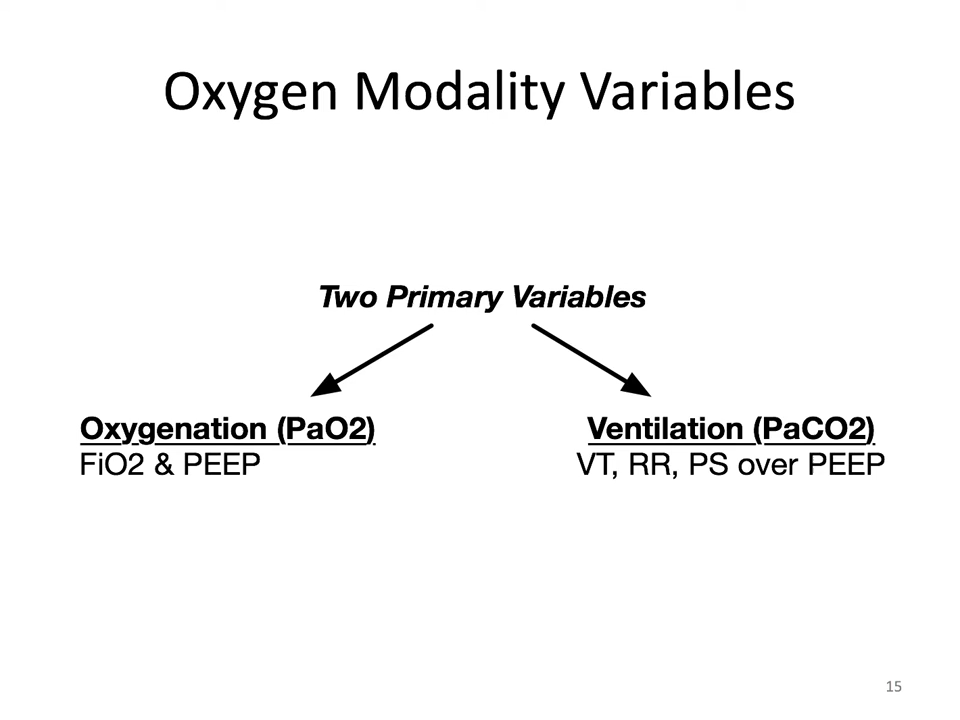 Oxygen Modality Variables
Two Primary Variables
Oxygenation (PaO2)
FiO2 & PEEP
Ventilation (PaCO2)
VT, RR, PS over PEEP
15